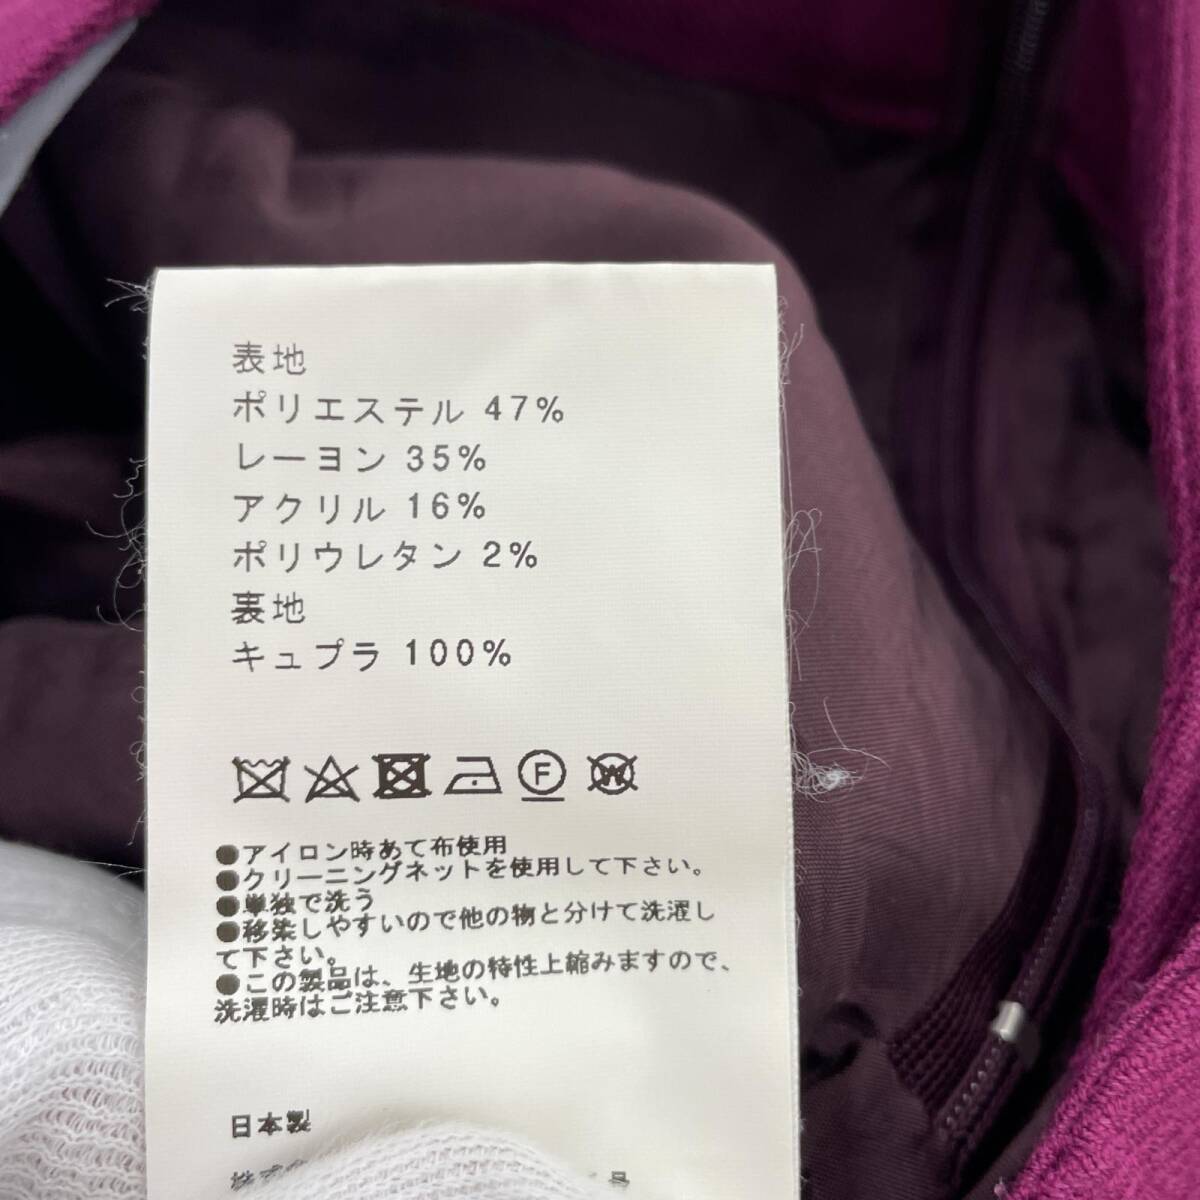 表地
ポリエステル 47%
レーヨン 35%
アクリル 16%
ポリウレタン 2%
裏地
キュプラ 100%
F W
●アイロン時あて布使用
●クリーニングネットを使用して下さい。
●単独で洗う
●移染しやすいので他の物と分けて洗濯し
て下さい。
●この製品は、生地の特性上縮みますので、
洗濯時はご注意下さい。
日本製
株式